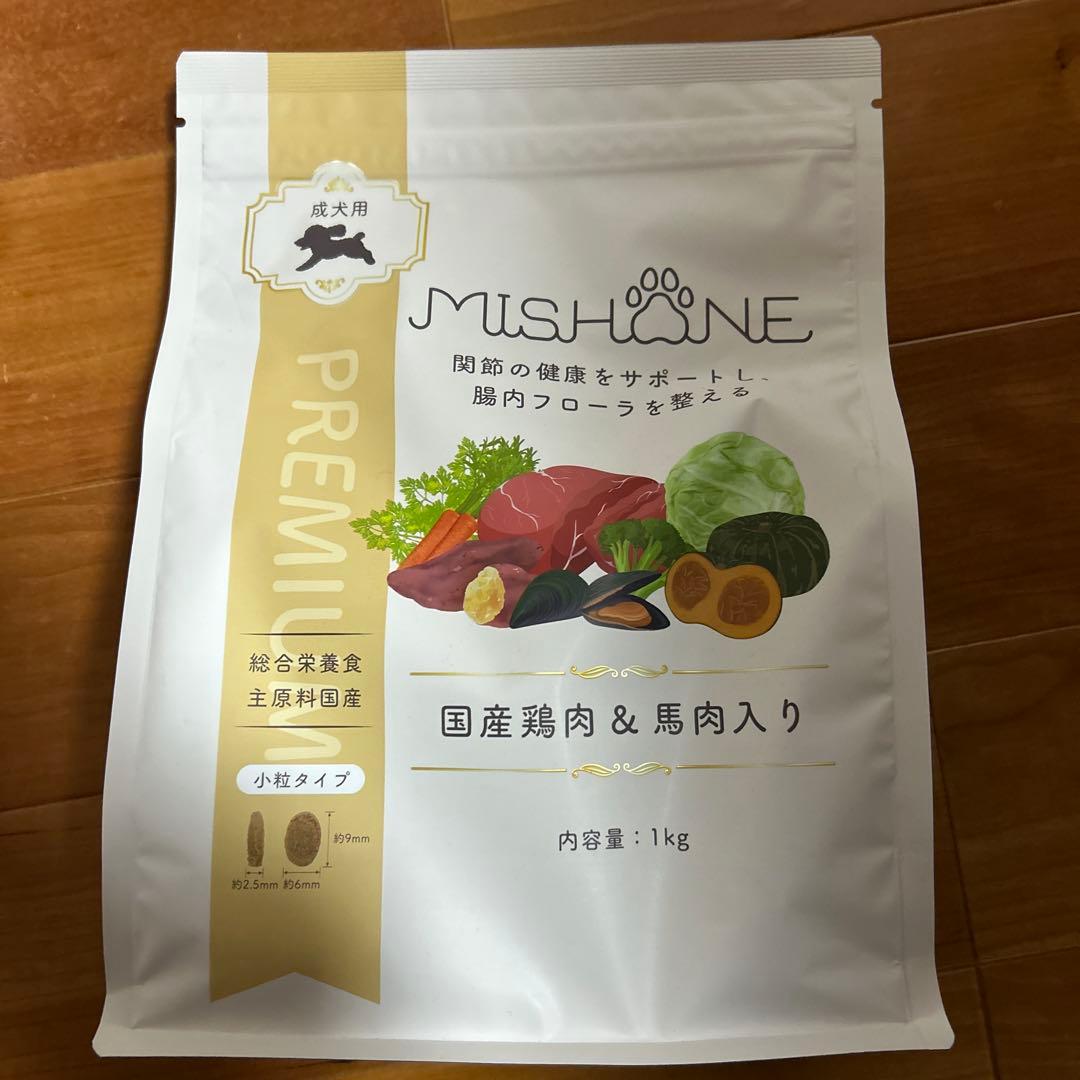 成犬用
MISHONE
関節の健康をサポートし、
腸内フローラを整える
PREMIUM
総合栄養食
主原料国産
国産鶏肉&馬肉入り
小粒タイプ
約9mm
約2.5mm 約6mm
内容量：1kg